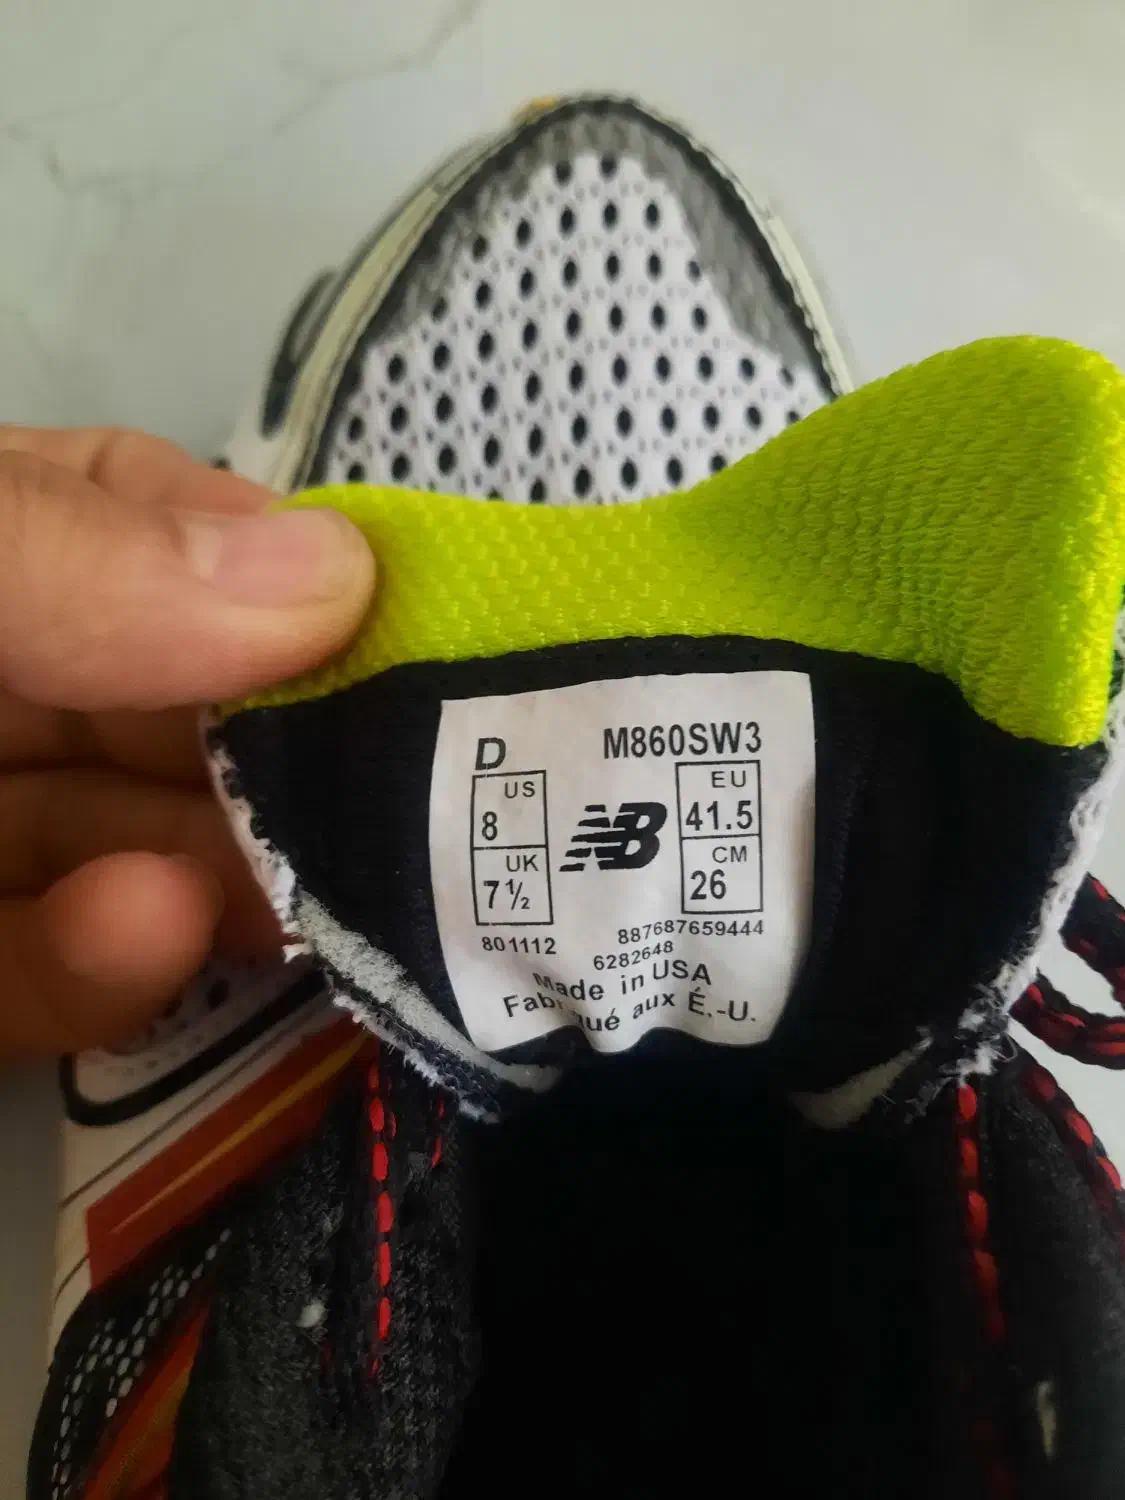 D M860SW3
US EU
8 41.5
UK CM
7½ NB 26
801112 887687659444
6282648
Made in USA
Fabriqué aux É.-U.